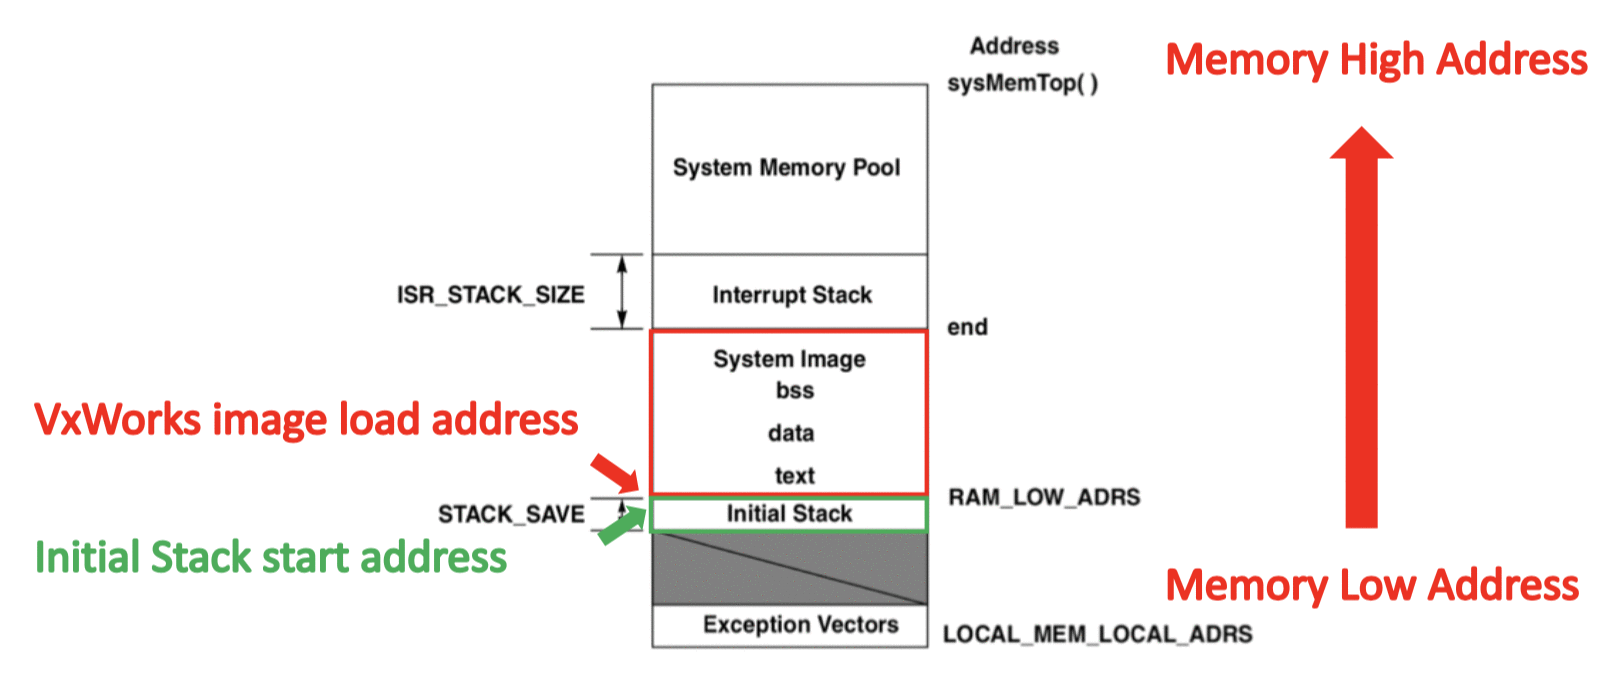 Address
Memory High Address
sysMemTop( )
System Memory Pool
ISR_STACK_SIZE
Interrupt Stack
end
System Image
bss
VxWorks image load address
data
text
RAM_LOW_ADRS
STACK_SAVE
Initial Stack
Initial Stack start address
Memory Low Address
Exception Vectors
LOCAL_MEM_LOCAL_ADRS